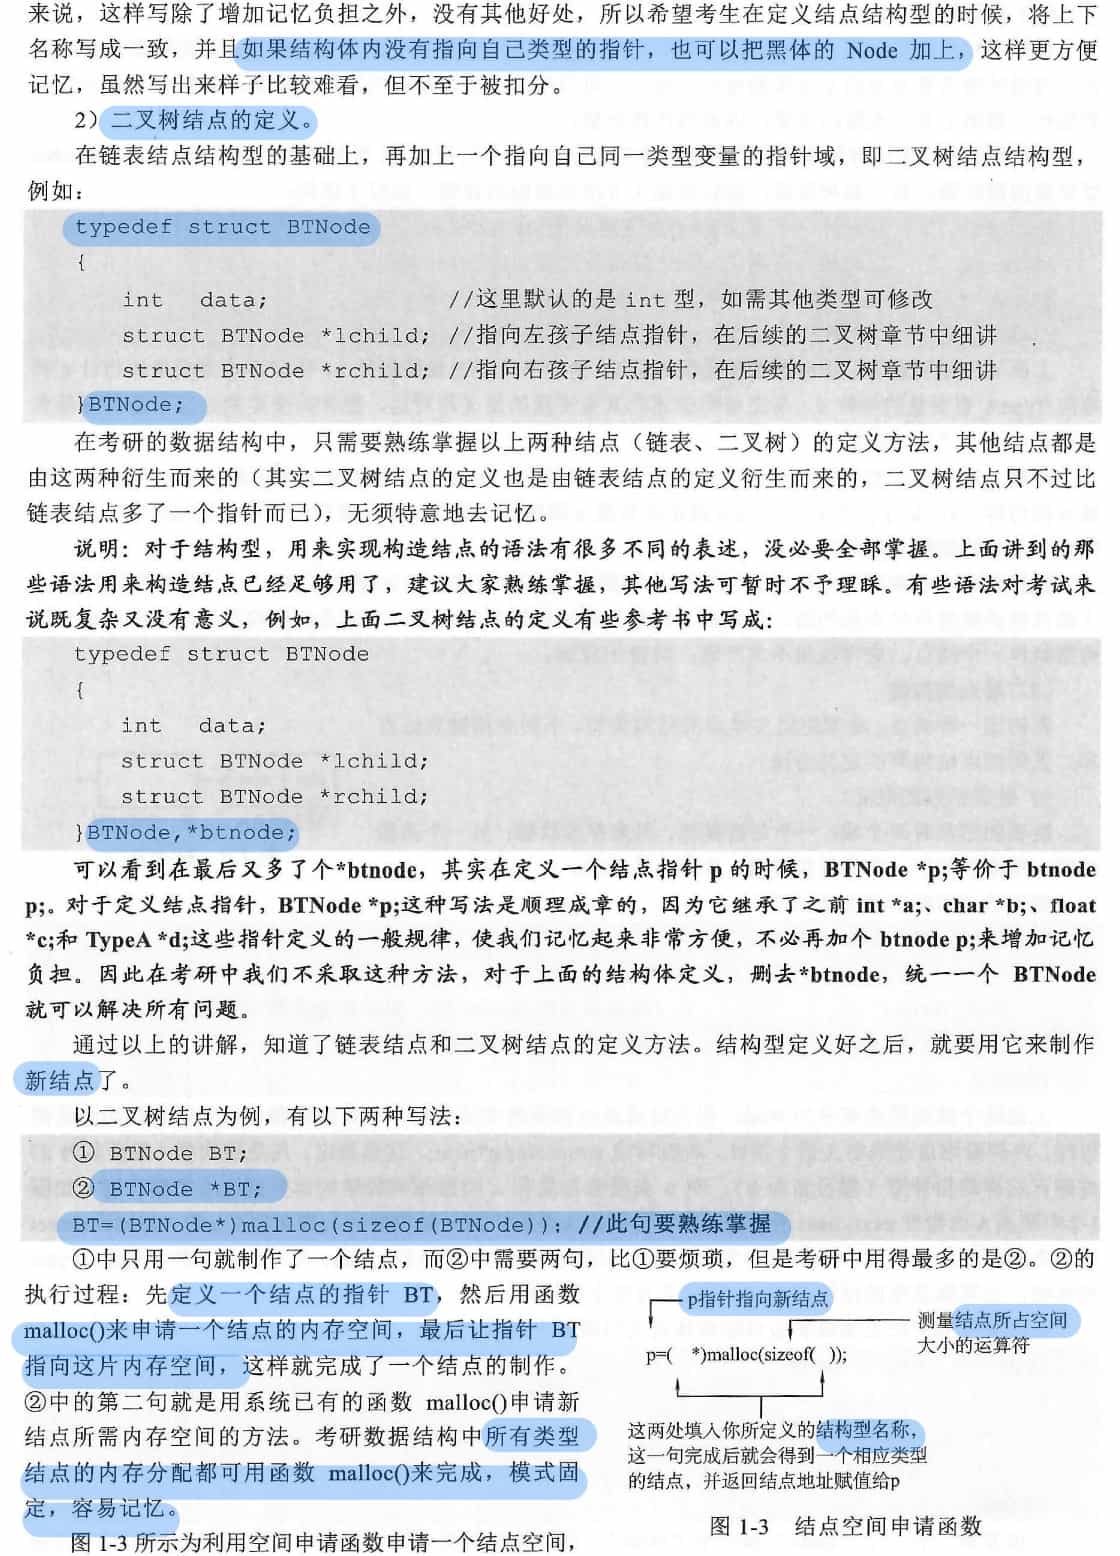 来说，这样写除了增加记忆负担之外，没有其他好处，所以希望考生在定义结点结构型的时候，将上下
名称写成一致，并且如果结构体内没有指向自己类型的指针，也可以把黑体的 Node 加上，这样更方便
记忆，虽然写出来样子比较难看，但不至于被扣分。
2）二叉树结点的定义。
在链表结点结构型的基础上，再加上一个指向自己同一类型变量的指针域，即二叉树结点结构型，
例如：
typedef struct BTNode
{
int data; //这里默认的是 int 型，如需其他类型可修改
struct BTNode *lchild; //指向左孩子结点指针，在后续的二叉树章节中细讲
struct BTNode *rchild; //指向右孩子结点指针，在后续的二叉树章节中细讲
}BTNode;
在考研的数据结构中，只需要熟练掌握以上两种结点（链表、二叉树）的定义方法，其他结点都是
由这两种衍生而来的（其实二叉树结点的定义也是由链表结点的定义衍生而来的，二叉树结点只不过比
链表结点多了一个指针而已），无须特意地去记忆。
说明：对于结构型，用来实现构造结点的语法有很多不同的表述，没必要全部掌握。上面讲到的那
些语法用来构造结点已经足够用了，建议大家熟练掌握，其他写法可暂时不予理睬。有些语法对考试来
说既复杂又没有意义，例如，上面二叉树结点的定义有些参考书中写成：
typedef struct BTNode
{
int data;
struct BTNode *lchild;
struct BTNode *rchild;
}BTNode,*btnode;
可以看到在最后又多了个*btnode，其实在定义一个结点指针 p 的时候，BTNode *p;等价于 btnode
p;。对于定义结点指针，BTNode *p;这种写法是顺理成章的，因为它继承了之前 int *a;、char *b;、float
*c;和 TypeA *d;这些指针定义的一般规律，使我们记忆起来非常方便，不必再加个 btnode p;来增加记忆
负担。因此在考研中我们不采取这种方法，对于上面的结构体定义，删去*btnode，统一一个 BTNode
就可以解决所有问题。
通过以上的讲解，知道了链表结点和二叉树结点的定义方法。结构型定义好之后，就要用它来制作
新结点了。
以二叉树结点为例，有以下两种写法：
① BTNode BT;
② BTNode *BT;
BT=(BTNode*)malloc(sizeof(BTNode)); //此句要熟练掌握
①中只用一句就制作了一个结点，而②中需要两句，比①要烦琐，但是考研中用得最多的是②。②的
执行过程：先定义一个结点的指针 BT，然后用函数
malloc()来申请一个结点的内存空间，最后让指针 BT
指向这片内存空间，这样就完成了一个结点的制作。
②中的第二句就是用系统已有的函数 malloc()申请新
结点所需内存空间的方法。考研数据结构中所有类型
结点的内存分配都可用函数 malloc()来完成，模式固
定，容易记忆。
图 1-3 所示为利用空间申请函数申请一个结点空间，
p指针指向新结点
测量结点所占空间
大小的运算符
p=( *)malloc(sizeof( ));
这两处填入你所定义的结构型名称，
这一句完成后就会得到一个相应类型
的结点，并返回结点地址赋值给p
图 1-3 结点空间申请函数